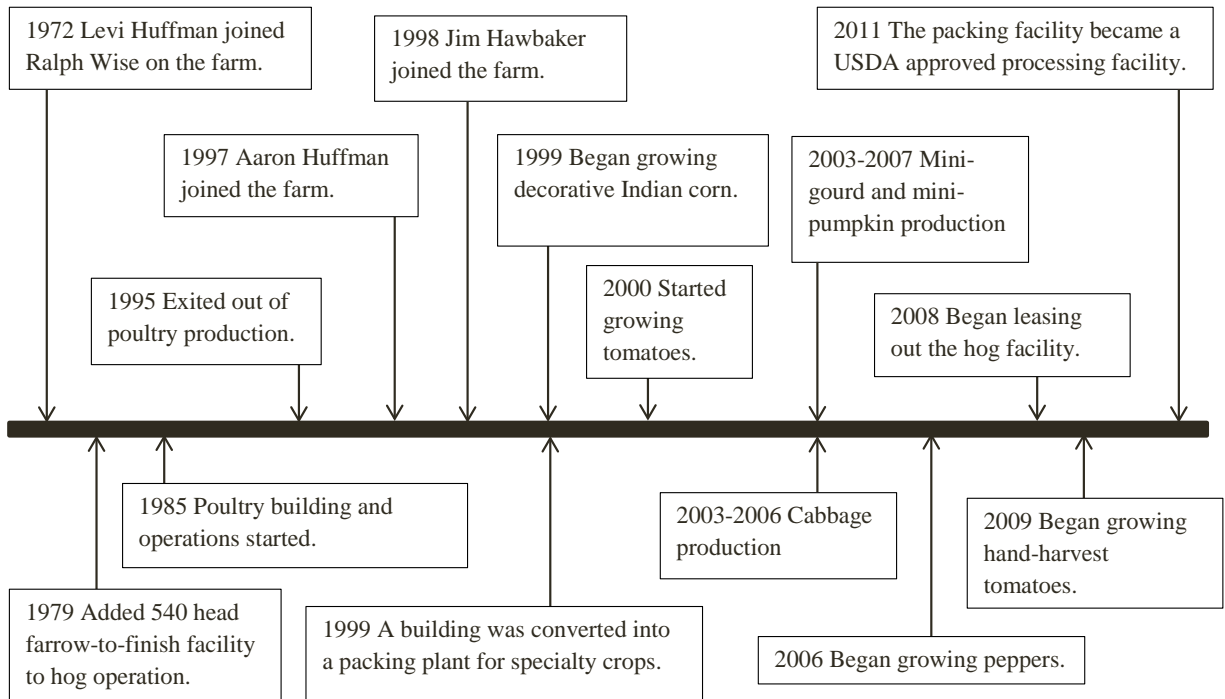 1972 Levi Huffman joined
Ralph Wise on the farm.
1998 Jim Hawbaker
joined the farm.
2011 The packing facility became a
USDA approved processing facility.
1997 Aaron Huffman
joined the farm.
1999 Began growing
decorative Indian corn.
2003-2007 Mini-
gourd and mini-
pumpkin production
1995 Exited out of
poultry production.
2000 Started
growing
tomatoes.
2008 Began leasing
out the hog facility.
1985 Poultry building and
operations started.
2003-2006 Cabbage
production
2009 Began growing
hand-harvest
tomatoes.
1979 Added 540 head
farrow-to-finish facility
to hog operation.
1999 A building was converted into
a packing plant for specialty crops.
2006 Began growing peppers.